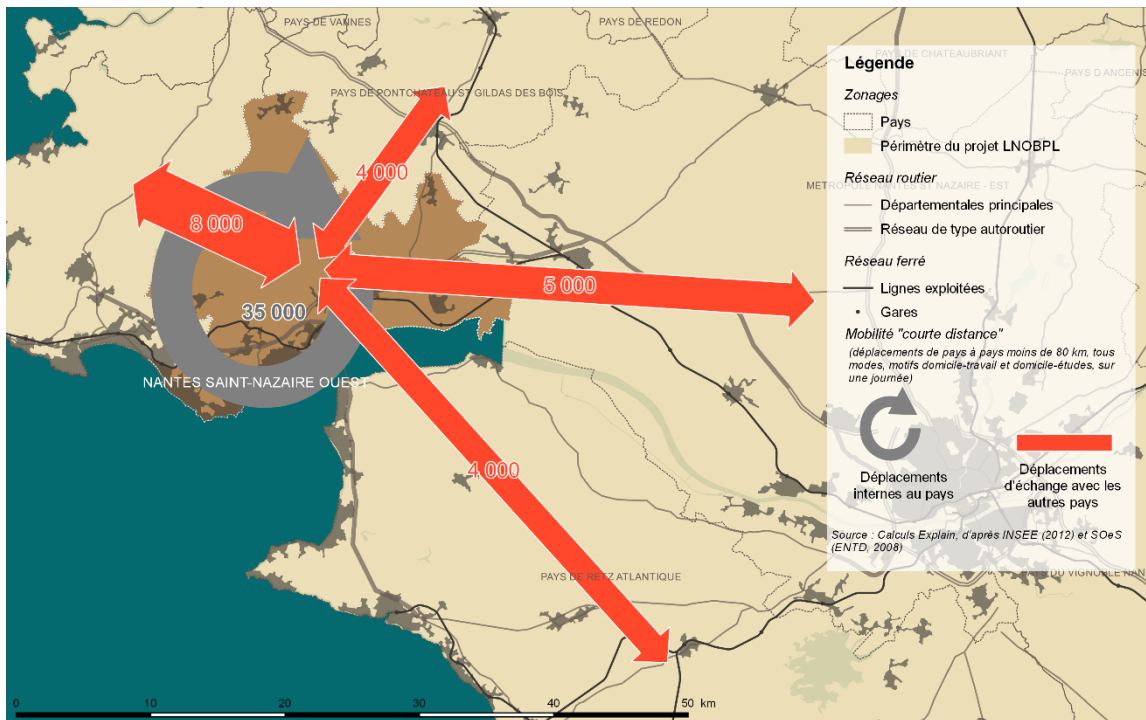 PAYS DE VANNES
PAYS DE REDON
PAYS DE CHATEAUBRIANT
PAYS D'ANCENIS
PAYS DE PONTCHATEAU ST GILDAS DES BOIS
4 000
8 000
METROPOLE NANTES ST NAZAIRE - EST
5 000
35 000
NANTES SAINT-NAZAIRE OUEST
4 000
PAYS DE RETZ ATLANTIQUE
PAYS DU VIGNOBLE NAN
Légende
Zonages
Pays
Périmètre du projet LNOBPL
Réseau routier
Départementales principales
Réseau de type autoroutier
Réseau ferré
Lignes exploitées
Gares
Mobilité "courte distance"
(déplacements de pays à pays moins de 80 km, tous
modes, motifs domicile-travail et domicile-études, sur
une journée)
Déplacements
internes au pays
Déplacements
d'échange avec les
autres pays
Source : Calculs Explain, d'après INSEE (2012) et SOeS
(ENTD, 2008)
0 10 20 30 40 50 km